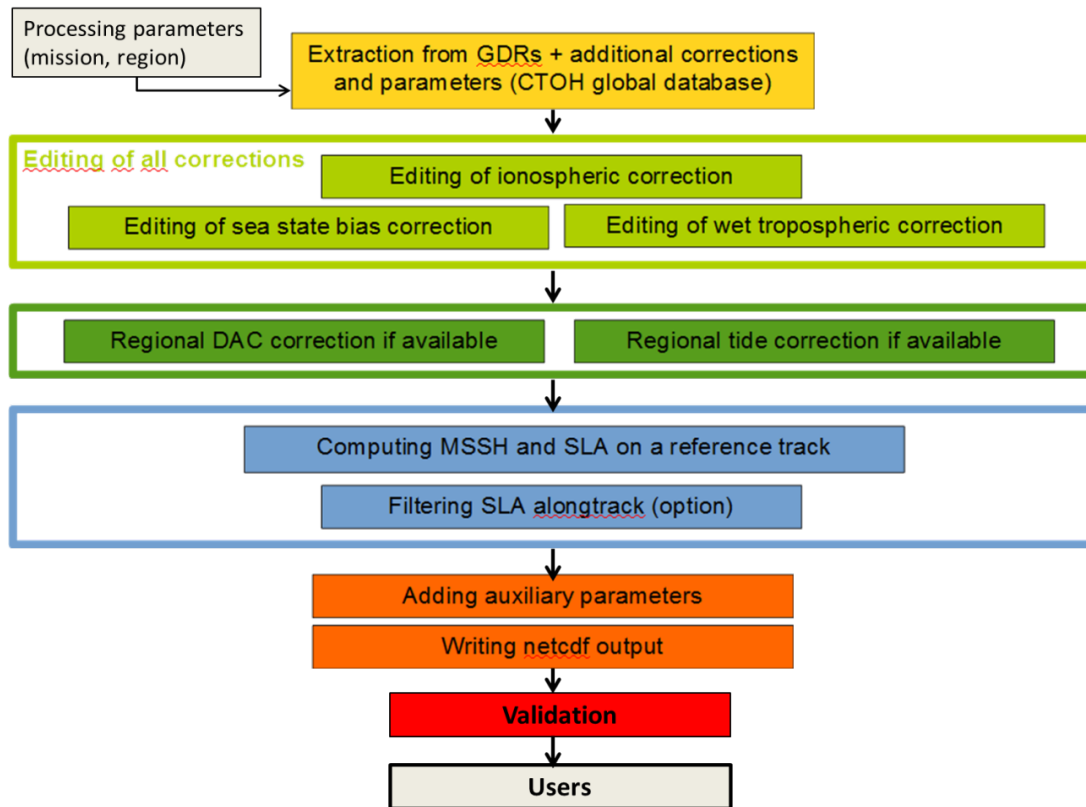 Processing parameters
(mission, region)
Extraction from GDRs + additional corrections
and parameters (CTOH global database)
Editing of all corrections
Editing of ionospheric correction
Editing of sea state bias correction
Editing of wet tropospheric correction
Regional DAC correction if available
Regional tide correction if available
Computing MSSH and SLA on a reference track
Filtering SLA alongtrack (option)
Adding auxiliary parameters
Writing netcdf output
Validation
Users